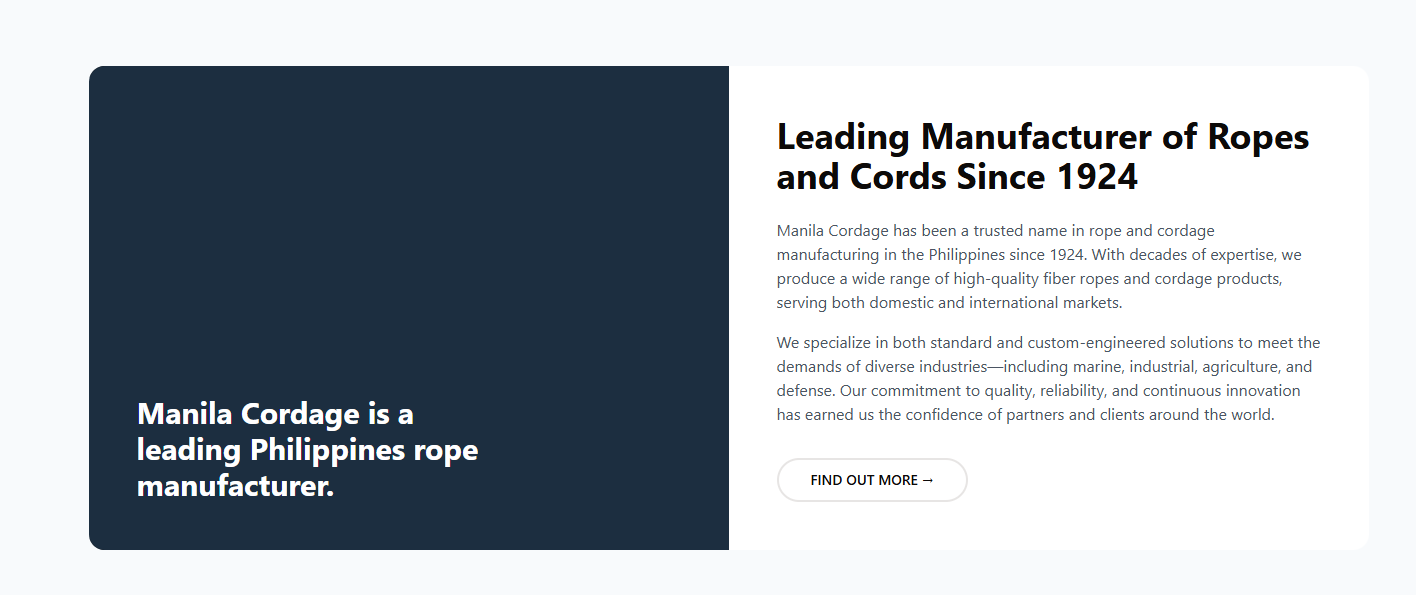 Manila Cordage is a
leading Philippines rope
manufacturer.
Leading Manufacturer of Ropes
and Cords Since 1924
Manila Cordage has been a trusted name in rope and cordage
manufacturing in the Philippines since 1924. With decades of expertise, we
produce a wide range of high-quality fiber ropes and cordage products,
serving both domestic and international markets.
We specialize in both standard and custom-engineered solutions to meet the
demands of diverse industries—including marine, industrial, agriculture, and
defense. Our commitment to quality, reliability, and continuous innovation
has earned us the confidence of partners and clients around the world.
FIND OUT MORE →